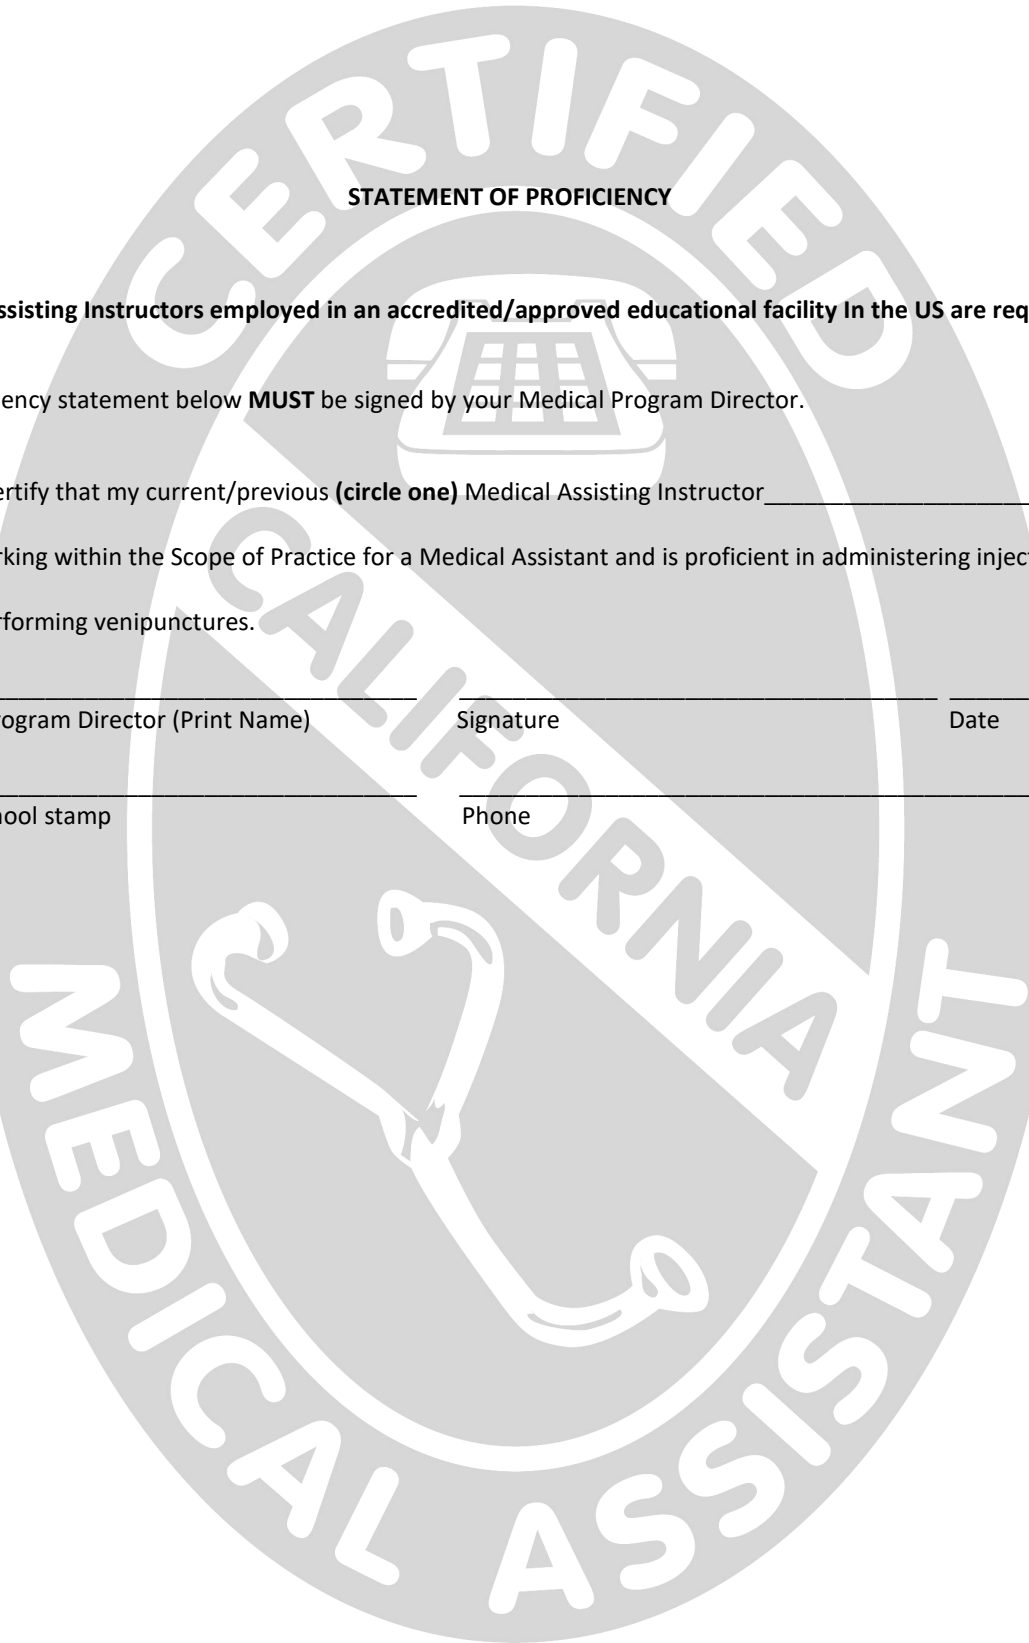 CERTIFIED
STATEMENT OF PROFICIENCY
ssisting Instructors employed in an accredited/approved educational facility In the US are req
ency statement below MUST be signed by your Medical Program Director.
ertify that my current/previous (circle one) Medical Assisting Instructor____________________
rking within the Scope of Practice for a Medical Assistant and is proficient in administering inject
rforming venipunctures.
rogram Director (Print Name) Signature Date
hool stamp Phone
CALIFORNIA
MEDICAL ASSISTANT